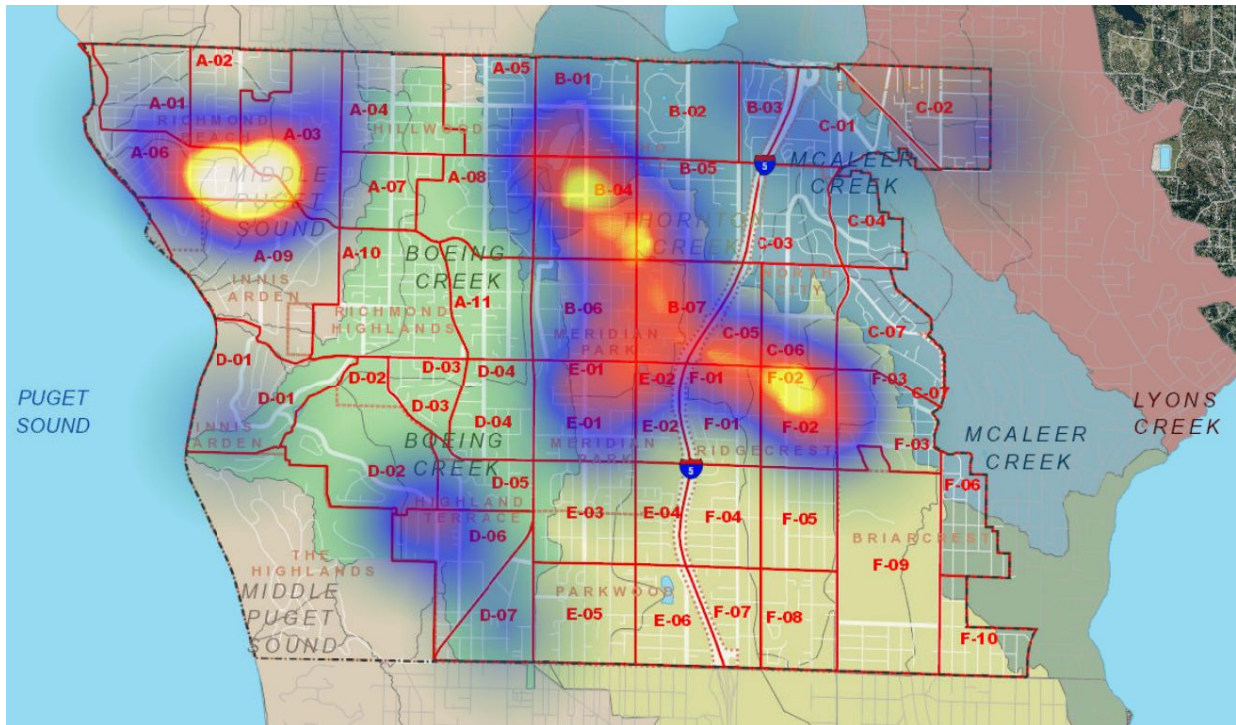 A-02
A-05
B-01
A-01
A-04
B-02
B-03
C-02
RICHMOND
BEACH
A-03
HILLWOOD
C-01
A-06
MCALEER
CREEK
5
B-05
A-08
A-07
B-04
MIDDLE
PUGET
SOUND
THORNTON
CREEK
C-04
C-03
A-09
A-10
BOEING
CREEK
NORTH
CITY
INNIS
ARDEN
A-11
B-06
B-07
RICHMOND
HIGHLANDS
MERIDIAN
PARK
C-05
C-06
C-07
D-01
D-02
D-03
D-04
E-01
E-02
F-01
F-02
F-03
C-07
PUGET
SOUND
D-01
D-03
D-04
E-01
E-02
F-01
F-02
LYONS
CREEK
INNIS
ARDEN
BOEING
CREEK
MERIDIAN
PARK
RIDGECREST
F-03
MCALEER
CREEK
D-02
D-05
5
F-06
HIGHLAND
TERRACE
E-03
E-04
F-04
F-05
D-06
BRIARCREST
THE
HIGHLANDS
F-09
MIDDLE
PUGET
SOUND
PARKWOOD
D-07
E-05
E-06
F-07
F-08
F-10